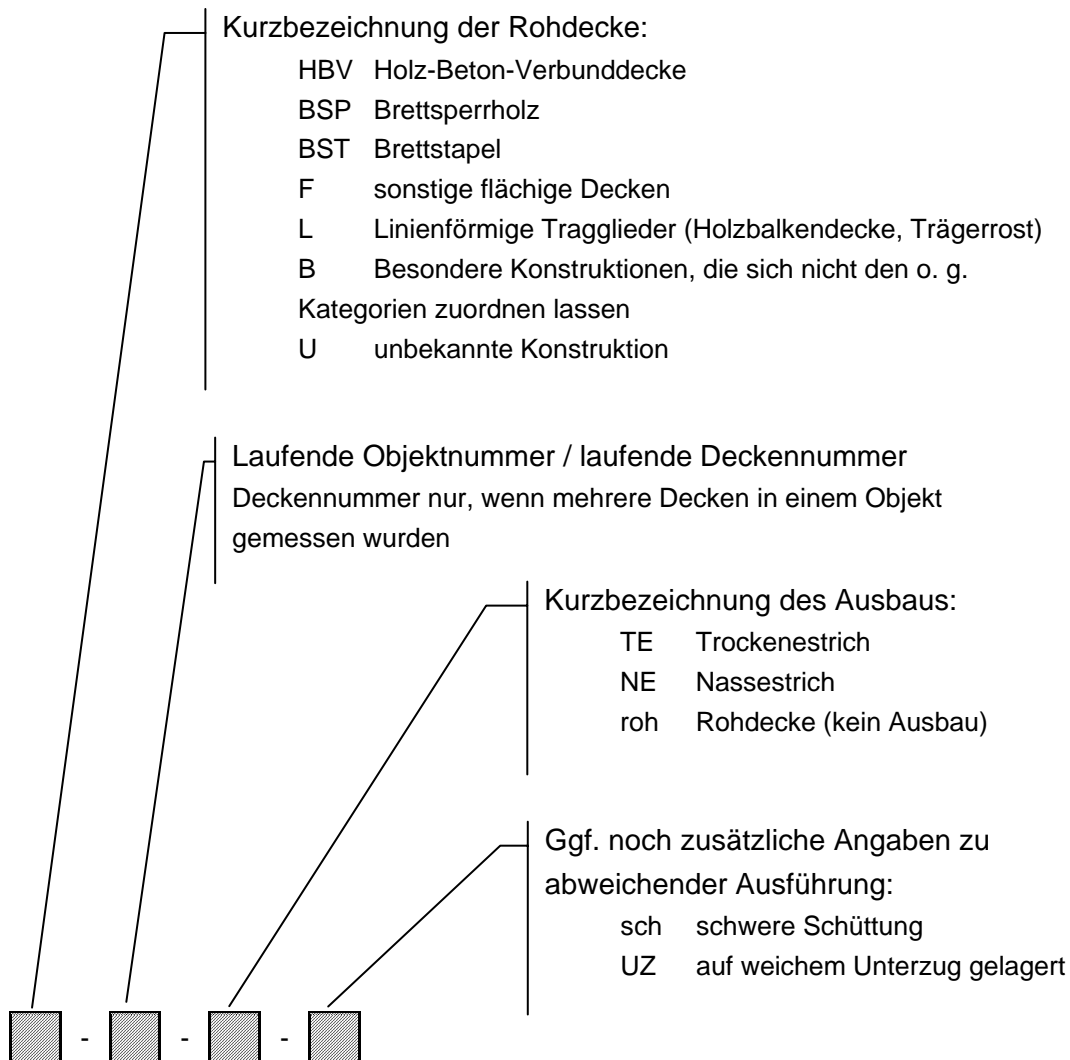 Kurzbezeichnung der Rohdecke:
HBV Holz-Beton-Verbunddecke
BSP Brettsperrholz
BST Brettstapel
F sonstige flächige Decken
L Linienförmige Tragglieder (Holzbalkendecke, Trägerrost)
B Besondere Konstruktionen, die sich nicht den o. g.
Kategorien zuordnen lassen
U unbekannte Konstruktion
Laufende Objektnummer / laufende Deckennummer
Deckennummer nur, wenn mehrere Decken in einem Objekt
gemessen wurden
Kurzbezeichnung des Ausbaus:
TE Trockenestrich
NE Nassestrich
roh Rohdecke (kein Ausbau)
Ggf. noch zusätzliche Angaben zu
abweichender Ausführung:
sch schwere Schüttung
UZ auf weichem Unterzug gelagert
- - -